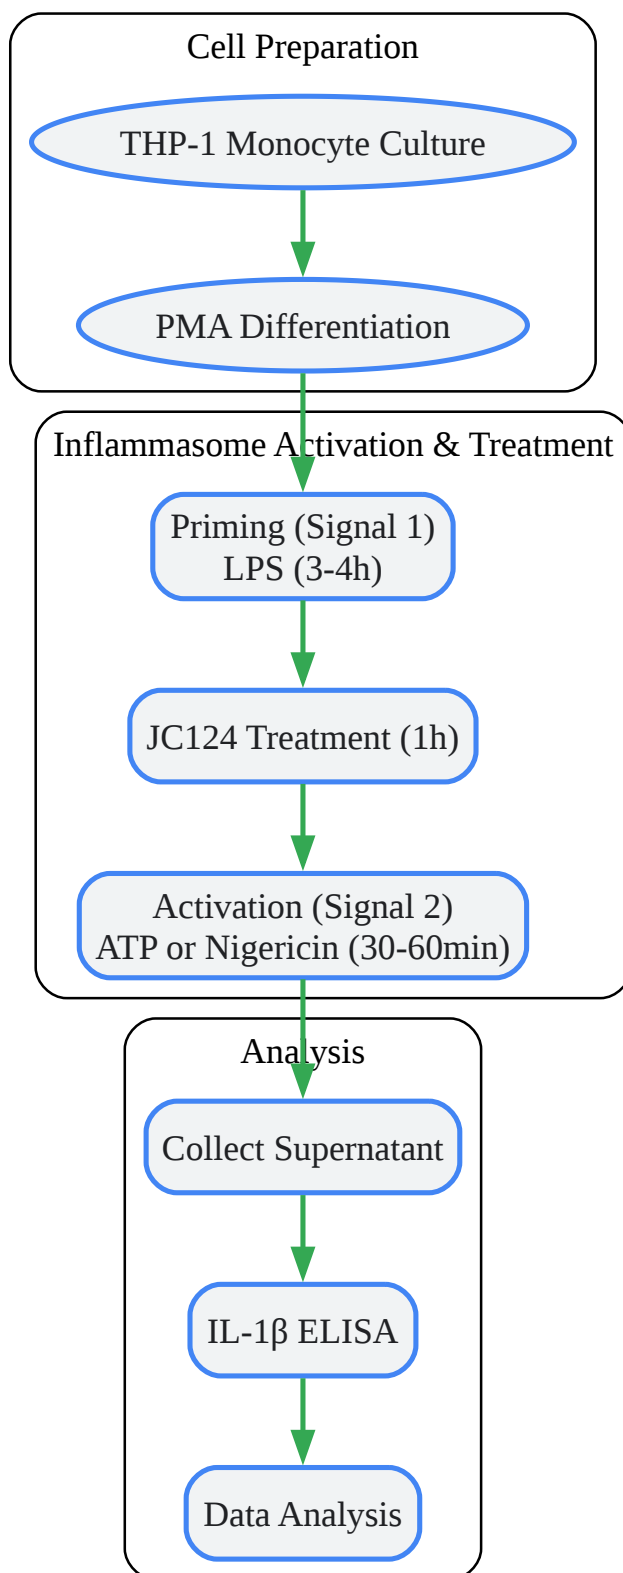 Cell Preparation
THP-1 Monocyte Culture
PMA Differentiation
Inflammasome Activation & Treatment
Priming (Signal 1)
LPS (3-4h)
JC124 Treatment (1h)
Activation (Signal 2)
ATP or Nigericin (30-60min)
Analysis
Collect Supernatant
IL-1β ELISA
Data Analysis